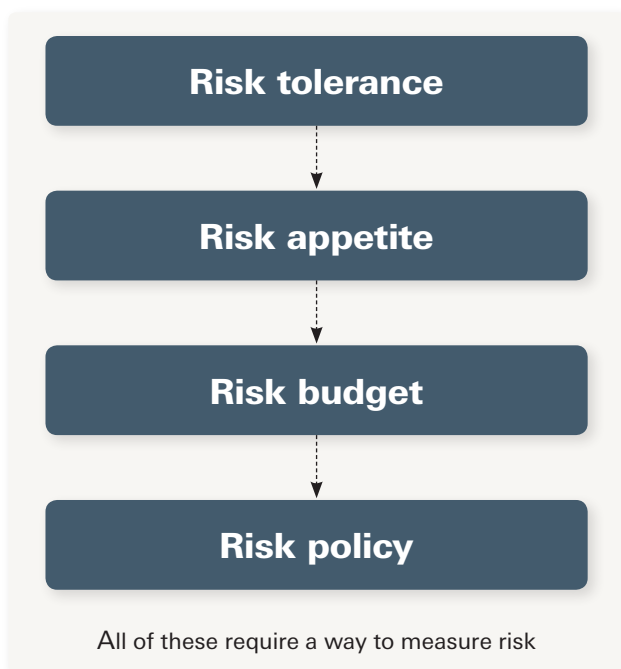 Risk tolerance
Risk appetite
Risk budget
Risk policy
All of these require a way to measure risk